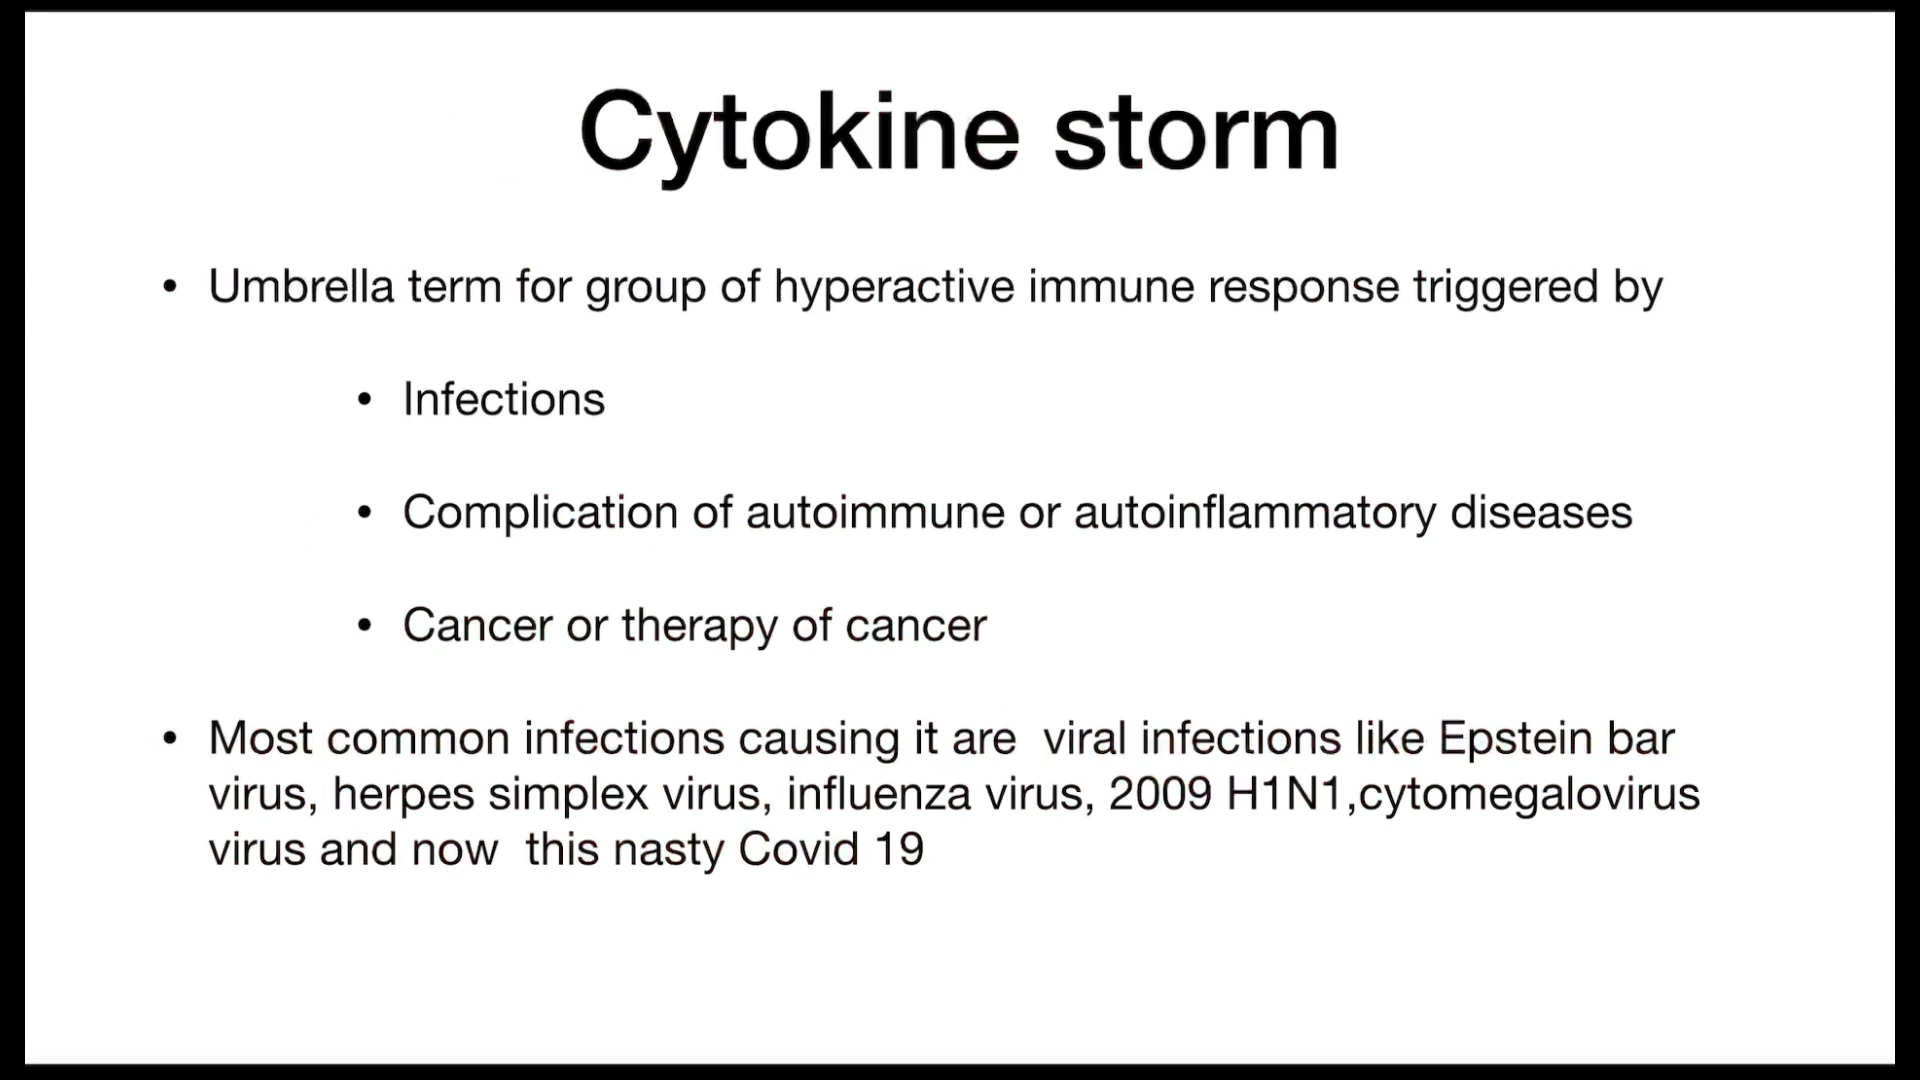 Cytokine storm
• Umbrella term for group of hyperactive immune response triggered by
• Infections
• Complication of autoimmune or autoinflammatory diseases
• Cancer or therapy of cancer
• Most common infections causing it are  viral infections like Epstein bar
virus, herpes simplex virus, influenza virus, 2009 H1N1,cytomegalovirus
virus and now  this nasty Covid 19